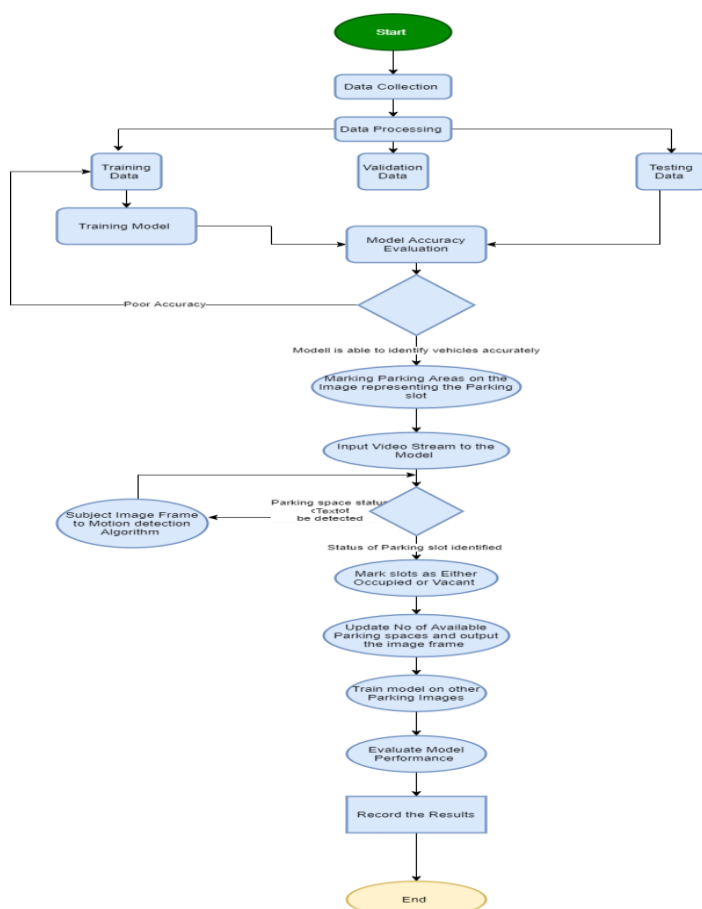 Start
Data Collection
Data Processing
Training
Data
Validation
Data
Testing
Data
Training Model
Model Accuracy
Evaluation
Poor Accuracy
Modell is able to identify vehicles accurately
Marking Parking Areas on the
Image representing the Parking
slot
Input Video Stream to the
Model
Parking space status
<Textot
be detected
Subject Image Frame
to Motion detection
Algorithm
Status of Parking slot identified
Mark slots as Either
Occupied or Vacant
Update No of Available
Parking spaces and output
the image frame
Train model on other
Parking Images
Evaluate Model
Performance
Record the Results
End